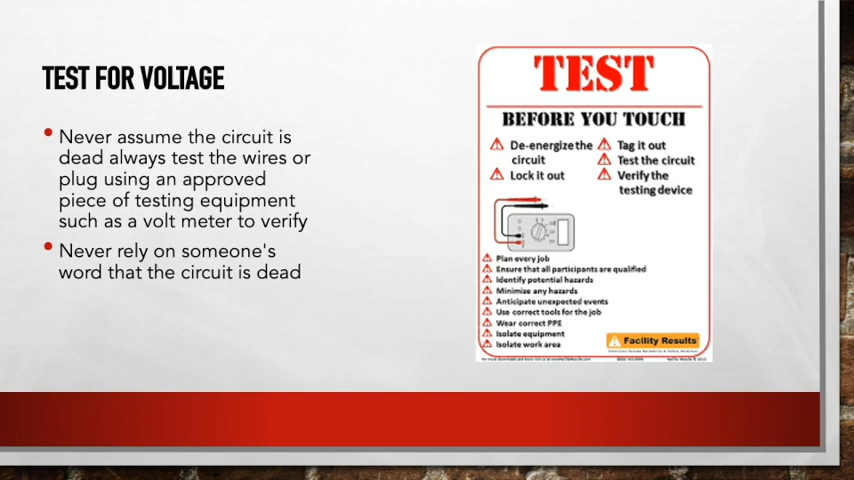 TEST FOR VOLTAGE
• Never assume the circuit is
dead always test the wires or
plug using an approved
piece of testing equipment
such as a volt meter to verify
• Never rely on someone's
word that the circuit is dead
TEST
BEFORE YOU TOUCH
De-energize the
circuit
Lock it out
Tag it out
Test the circuit
Verify the
testing device
Plan every job
Ensure that all participants are qualified
Identify potential hazards
Minimize any hazards
Anticipate unexpected events
Use correct tools for the job
Wear correct PPE
Isolate equipment
Isolate work area
Facility Results